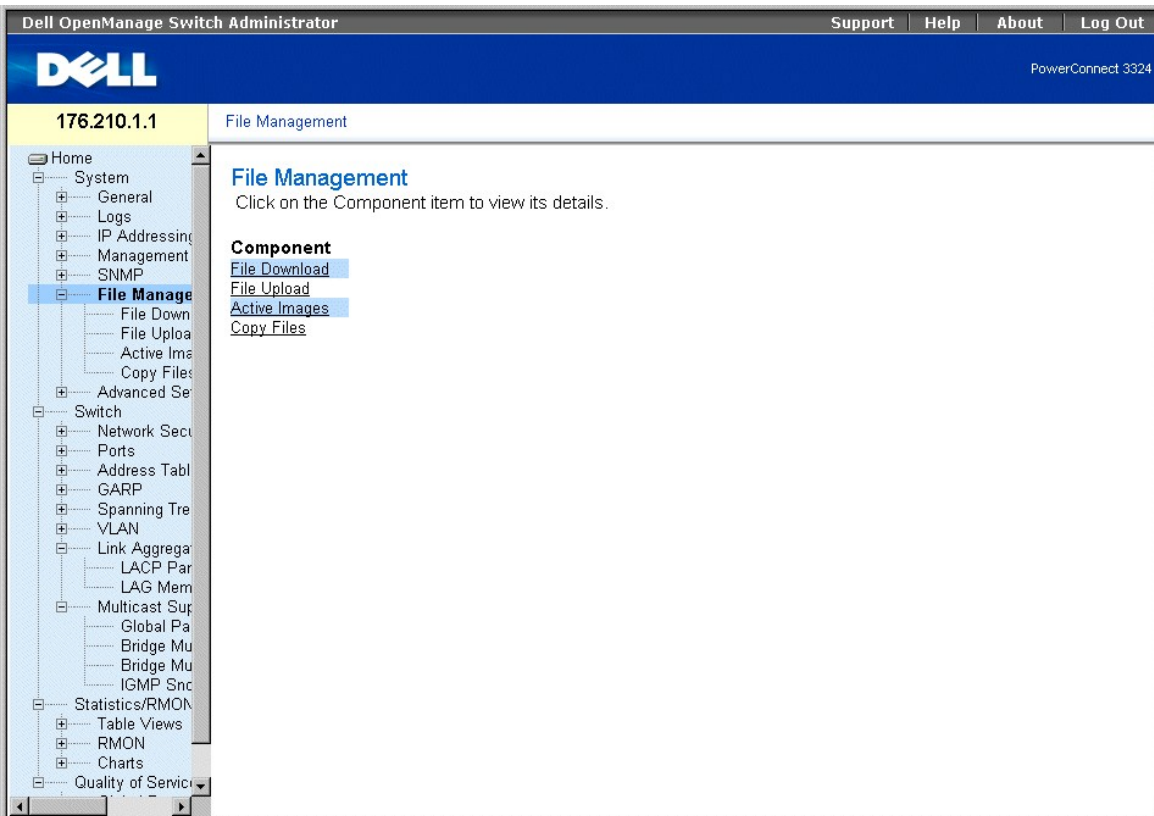 Dell OpenManage Switch Administrator
Support | Help | About | Log Out
DELL
PowerConnect 3324
176.210.1.1
File Management
Home
System
General
Logs
IP Addressing
Management
SNMP
File Manage
File Down
File Uploa
Active Ima
Copy Files
Advanced Se
Switch
Network Secu
Ports
Address Tabl
GARP
Spanning Tre
VLAN
Link Aggrega
LACP Par
LAG Mem
Multicast Sup
Global Pa
Bridge Mu
Bridge Mu
IGMP Sno
Statistics/RMON
Table Views
RMON
Charts
Quality of Servic
File Management
Click on the Component item to view its details.
Component
File Download
File Upload
Active Images
Copy Files